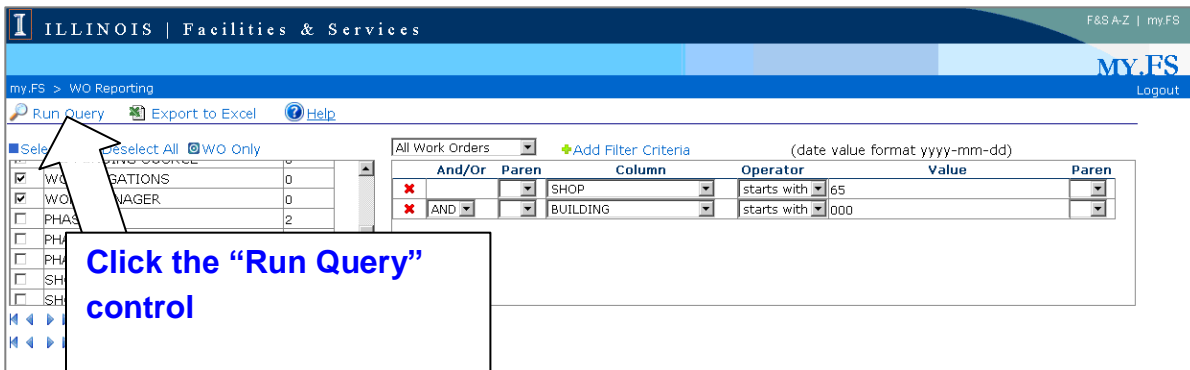 I ILLINOIS | Facilities & Services
F&S A-Z | my.FS
MY.FS
my.FS > WO Reporting
Logout
Run Query Export to Excel Help
Deselect All WO Only
All Work Orders Add Filter Criteria (date value format yyyy-mm-dd)
And/Or Paren Column Operator Value Paren
0
SHOP starts with 65
0
AND BUILDING starts with 000
2
Click the “Run Query”
control